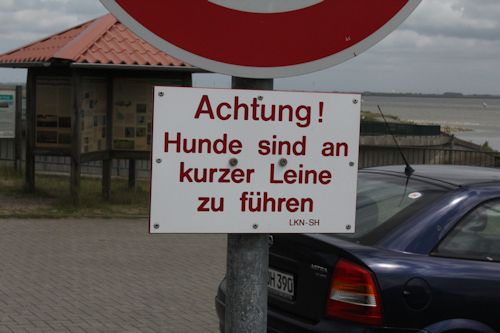 Achtung!
Hunde sind an
kurzer Leine
zu führen
LKN-SH